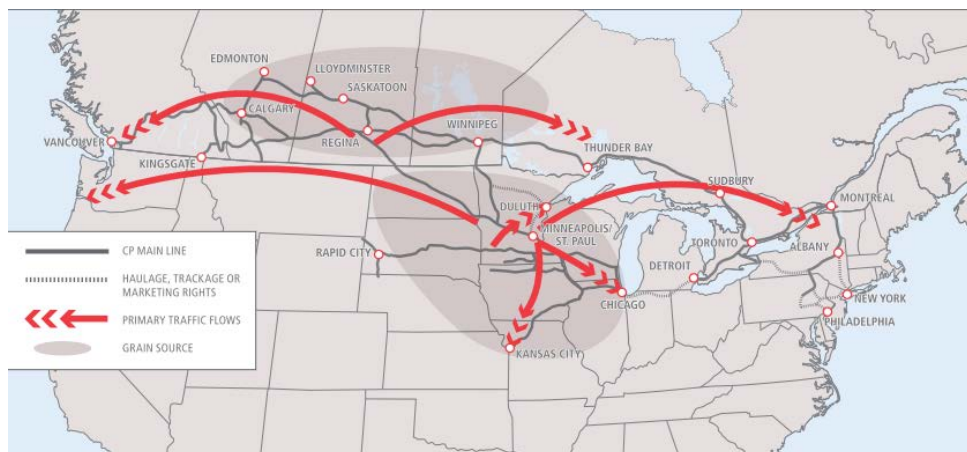 EDMONTON
LLOYDMINSTER
SASKATOON
CALGARY
WINNIPEG
VANCOUVER
REGINA
THUNDER BAY
KINGSGATE
SUDBURY
DULUTH
MONTREAL
MINNEAPOLIS/
ST. PAUL
TORONTO
ALBANY
RAPID CITY
DETROIT
CHICAGO
NEW YORK
PHILADELPHIA
KANSAS CITY
CP MAIN LINE
HAULAGE, TRACKAGE OR
MARKETING RIGHTS
PRIMARY TRAFFIC FLOWS
GRAIN SOURCE